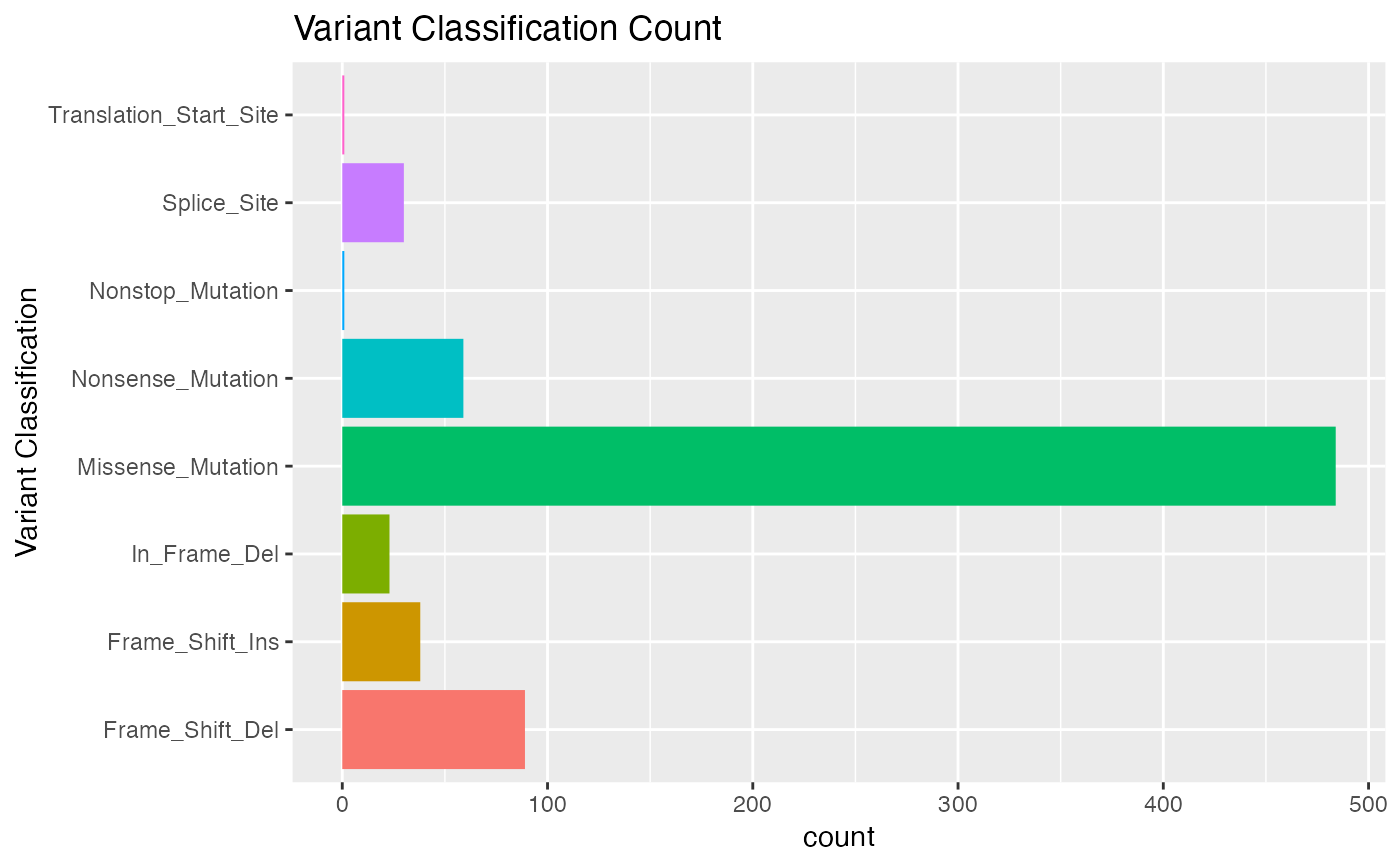 Variant Classification Count
Translation_Start_Site
Splice_Site
Nonstop_Mutation
Nonsense_Mutation
Missense_Mutation
In_Frame_Del
Frame_Shift_Ins
Frame_Shift_Del
Variant Classification
0 100 200 300 400 500
count